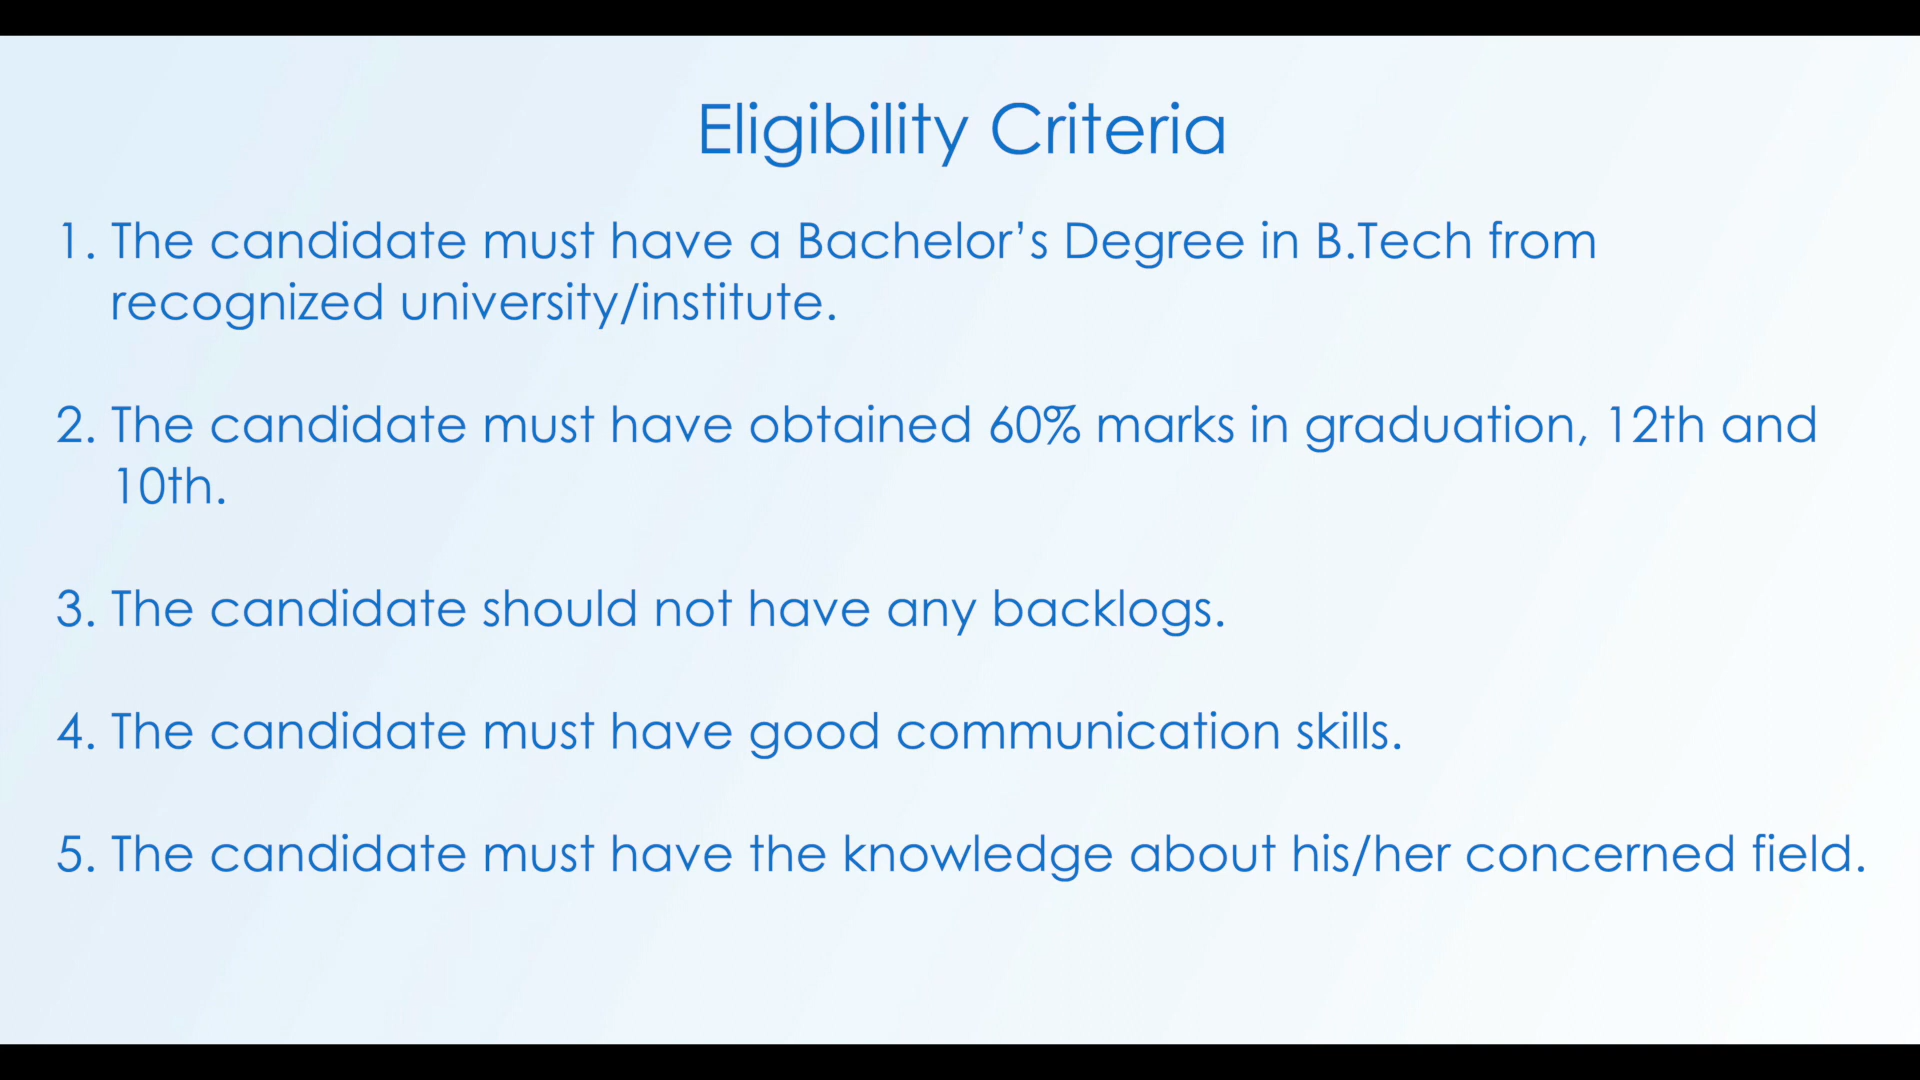 Eligibility Criteria
1. The candidate must have a Bachelor’s Degree in B.Tech from
recognized university/institute.
2. The candidate must have obtained 60% marks in graduation, 12th and
10th.
3. The candidate should not have any backlogs.
4. The candidate must have good communication skills.
5. The candidate must have the knowledge about his/her concerned field.